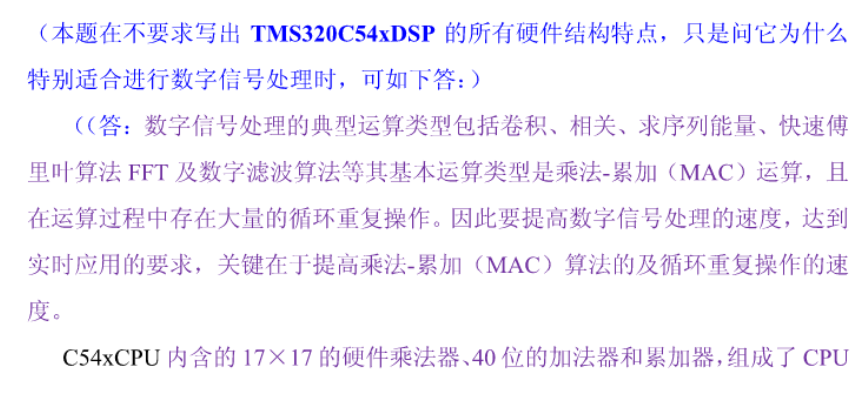 （本题在不要求写出 TMS320C54xDSP 的所有硬件结构特点，只是问它为什么
特别适合进行数字信号处理时，可如下答：）
（（答：数字信号处理的典型运算类型包括卷积、相关、求序列能量、快速傅
里叶算法 FFT 及数字滤波算法等其基本运算类型是乘法-累加（MAC）运算，且
在运算过程中存在大量的循环重复操作。因此要提高数字信号处理的速度，达到
实时应用的要求，关键在于提高乘法-累加（MAC）算法的及循环重复操作的速
度。
C54xCPU 内含的 17×17 的硬件乘法器、40 位的加法器和累加器，组成了 CPU